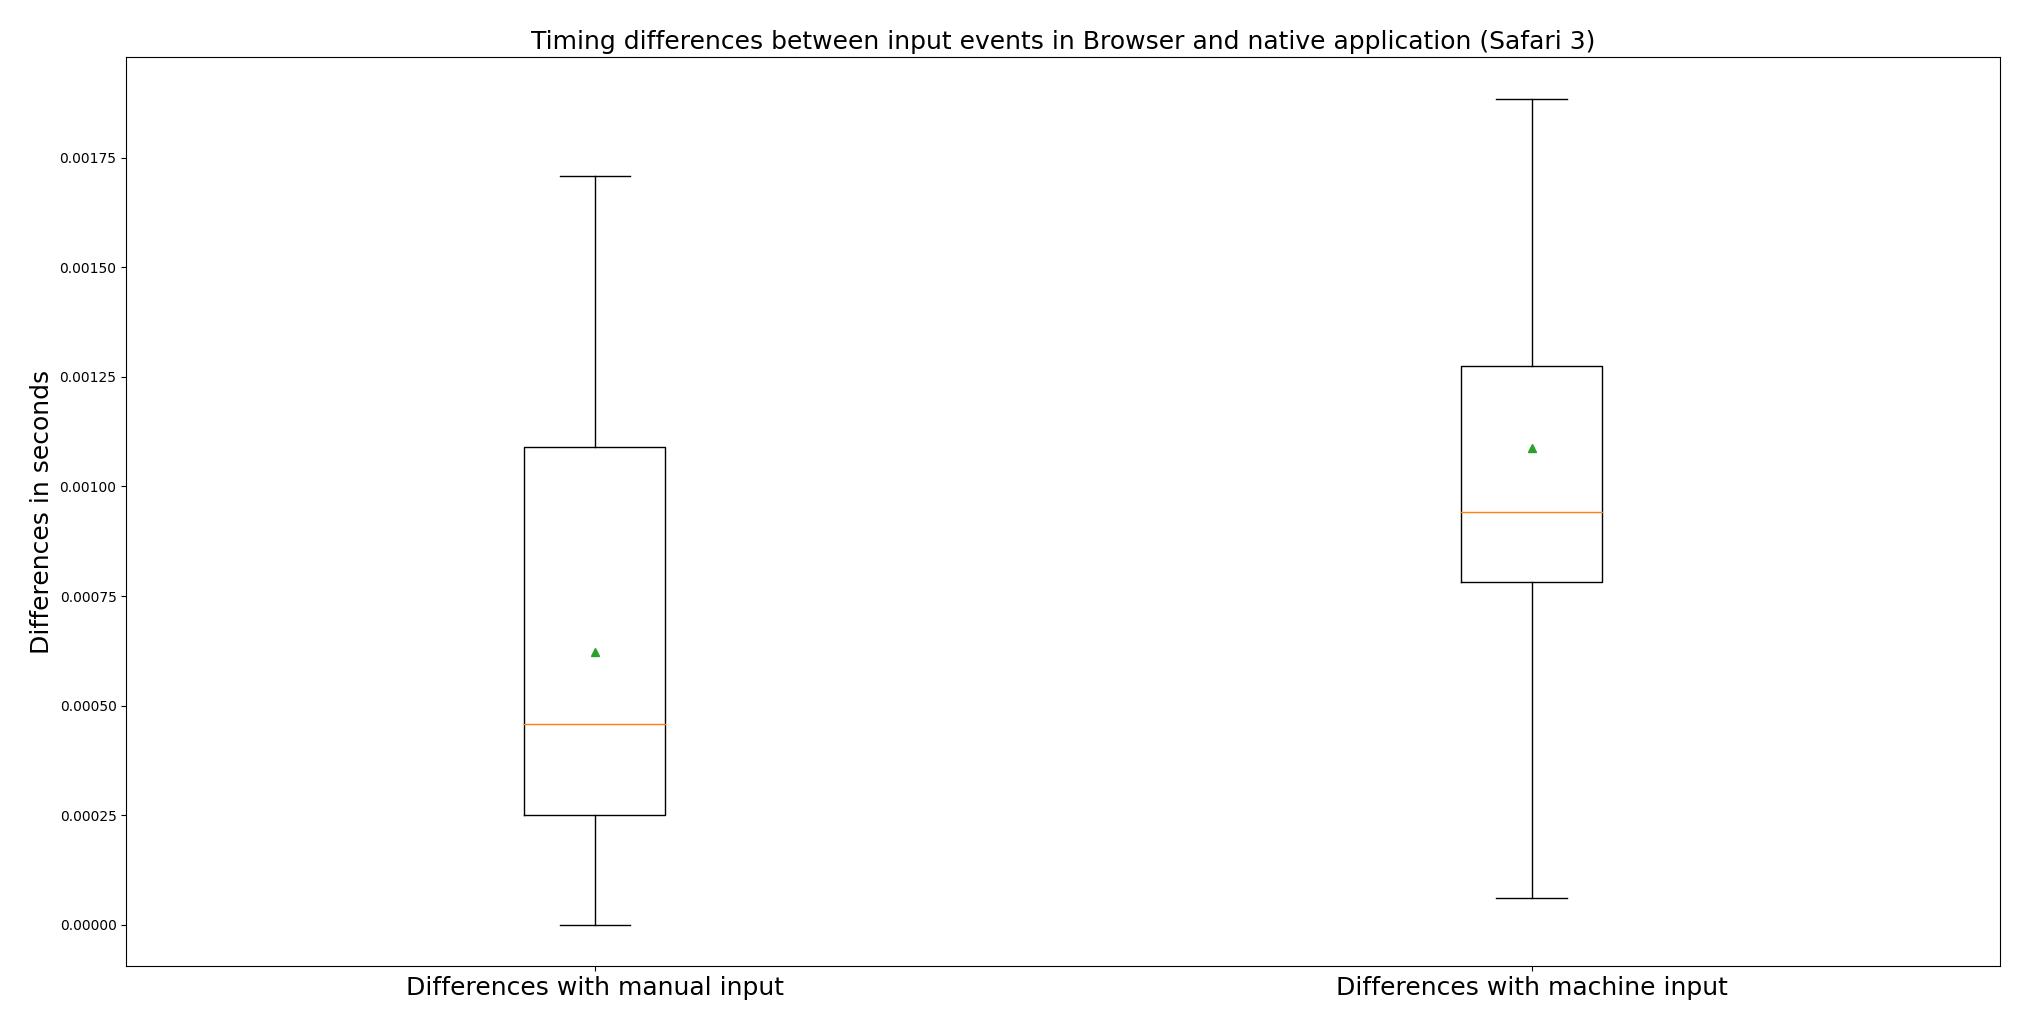 Timing differences between input events in Browser and native application (Safari 3)
Differences in seconds
0.00175
0.00150
0.00125
0.00100
0.00075
0.00050
0.00025
0.00000
Differences with manual input
Differences with machine input